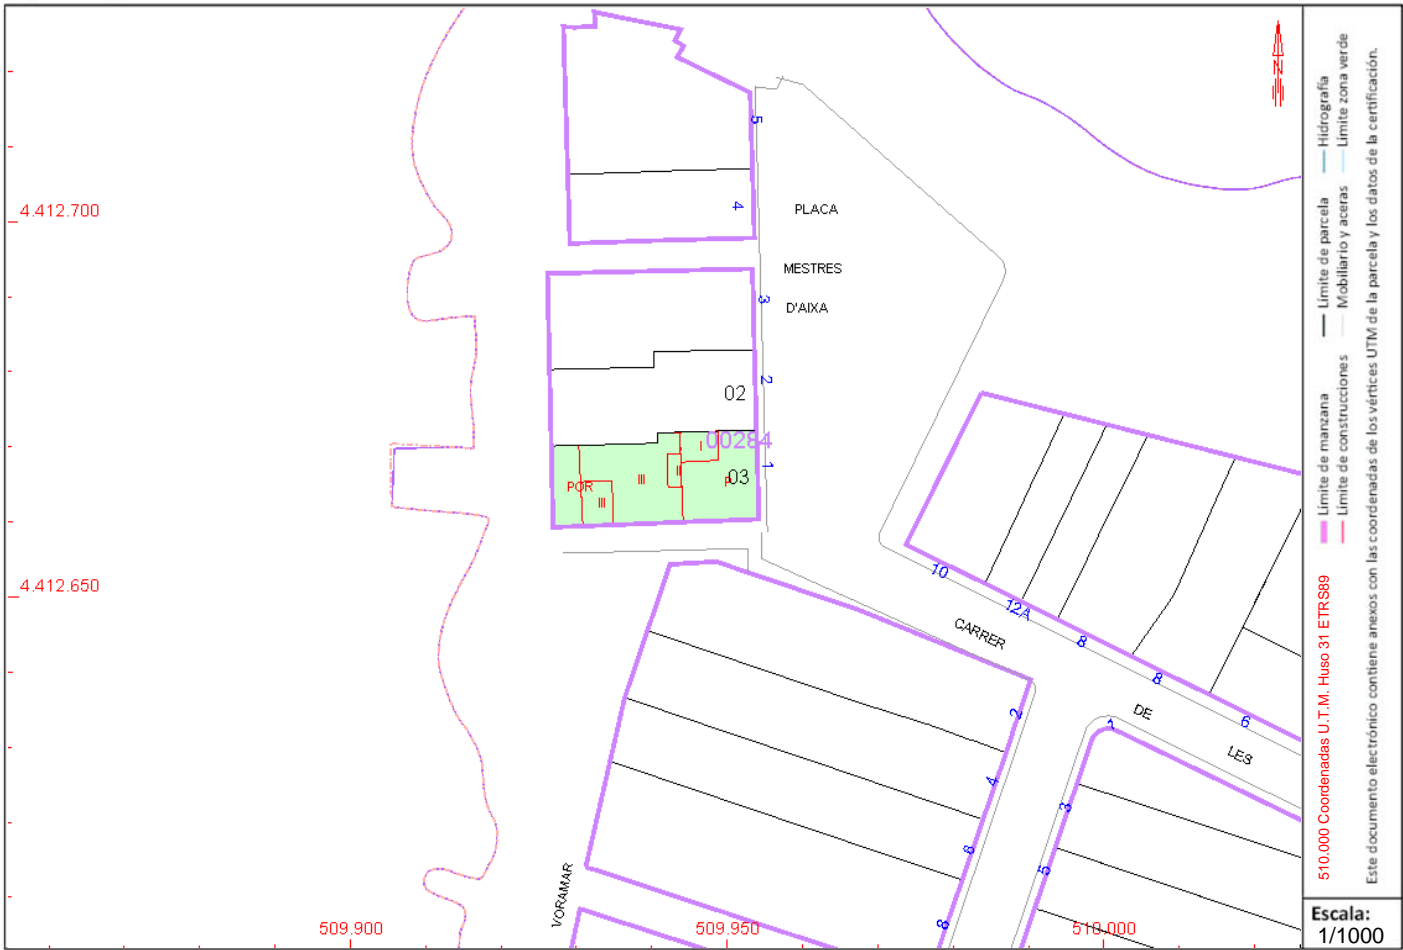 5
4.412.700
4
PLACA
MESTRES
3
D'AIXA
2
02
00284
1
I
II
III
P
03
POR
III
4.412.650
10
12A
CARRER
8
8
6
DE
LES
2
4
8
8
1
3
5
VORAMAR
509.900
509.950
510.000
N
510.000 Coordenadas U.T.M. Huso 31 ETRS89
Límite de manzana
Límite de parcela
Hidrografía
Límite de construcciones
Mobiliario y aceras
Límite zona verde
Este documento electrónico contiene anexos con las coordenadas de los vértices UTM de la parcela y los datos de la certificación.
Escala:
1/1000